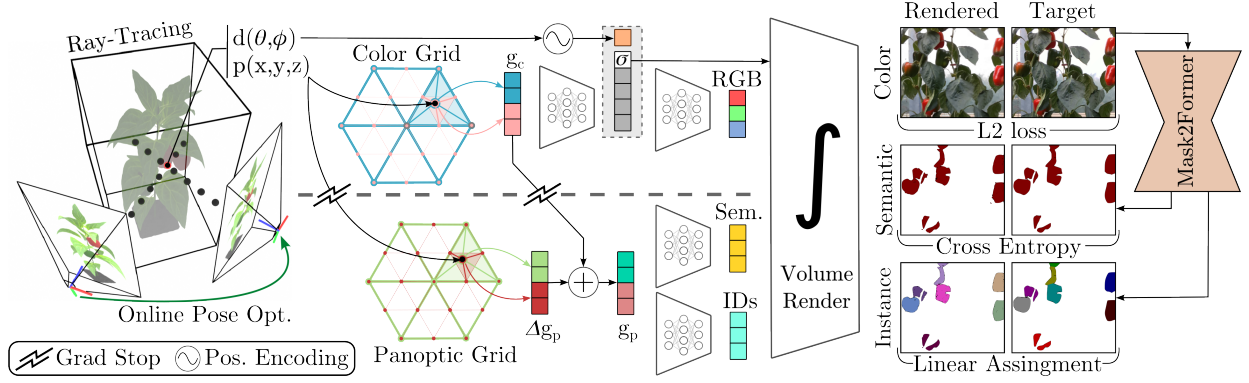 Ray-Tracing
d(θ,ϕ)
p(x,y,z)
Online Pose Opt.
Grad Stop
Pos. Encoding
Color Grid
g_c
σ
RGB
Panoptic Grid
Δg_p
g_p
Sem.
IDs
∫
Volume
Render
Rendered
Target
Color
L2 loss
Semantic
Cross Entropy
Instance
Linear Assingment
Mask2Former